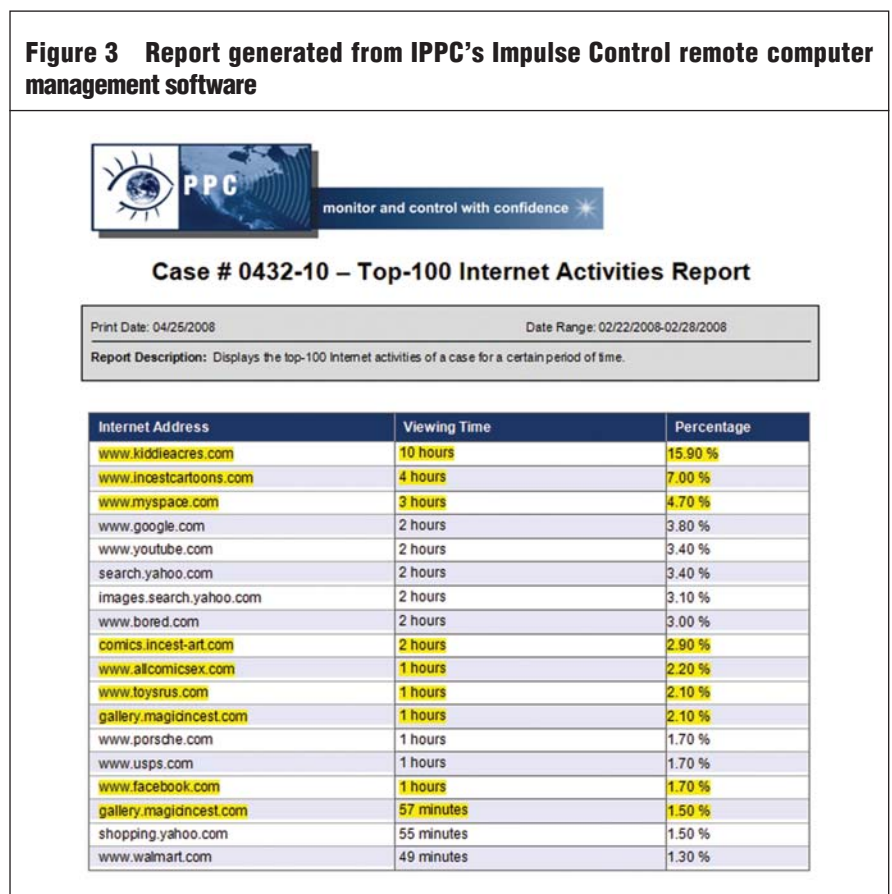 Figure 3 Report generated from IPPC's Impulse Control remote computer
management software
PPC
monitor and control with confidence
Case # 0432-10 – Top-100 Internet Activities Report
Print Date: 04/25/2008 Date Range: 02/22/2008-02/28/2008
Report Description: Displays the top-100 Internet activities of a case for a certain period of time.
Internet Address Viewing Time Percentage
www.kiddieacres.com 10 hours 15.90 %
www.incestcartoons.com 4 hours 7.00 %
www.myspace.com 3 hours 4.70 %
www.google.com 2 hours 3.80 %
www.youtube.com 2 hours 3.40 %
search.yahoo.com 2 hours 3.40 %
images.search.yahoo.com 2 hours 3.10 %
www.bored.com 2 hours 3.00 %
comics.incest-art.com 2 hours 2.90 %
www.allcomicsex.com 1 hours 2.20 %
www.toysrus.com 1 hours 2.10 %
gallery.magicincest.com 1 hours 2.10 %
www.porsche.com 1 hours 1.70 %
www.usps.com 1 hours 1.70 %
www.facebook.com 1 hours 1.70 %
gallery.magicincest.com 57 minutes 1.50 %
shopping.yahoo.com 55 minutes 1.50 %
www.walmart.com 49 minutes 1.30 %